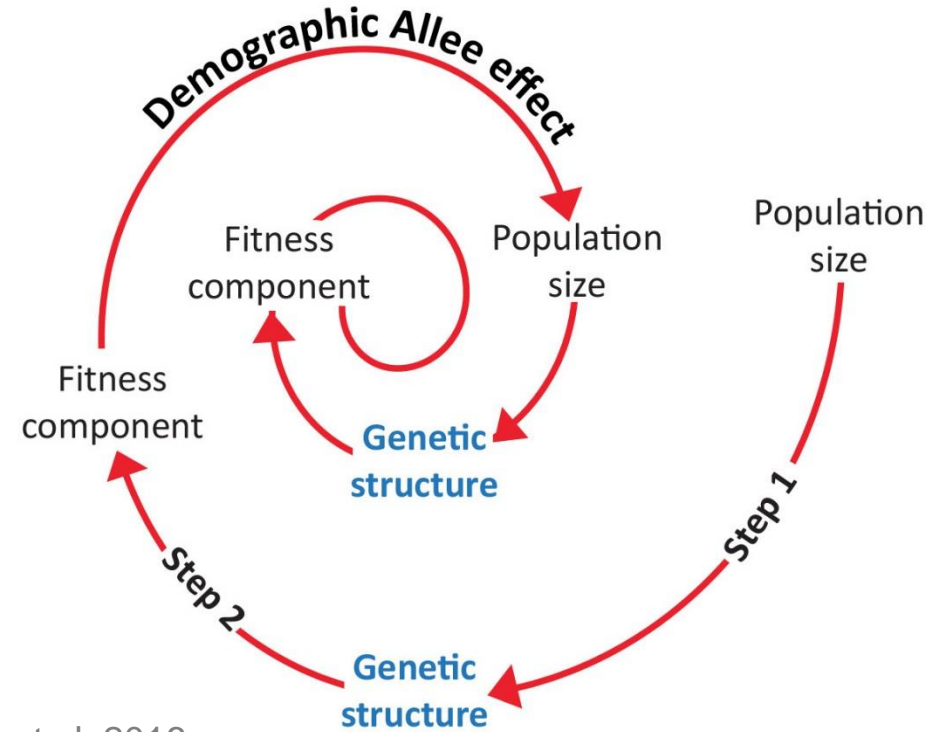 Demographic Allee effect
Population
size
Fitness
component
Population
size
Fitness
component
Genetic
structure
Step 1
Step 2
Genetic
structure